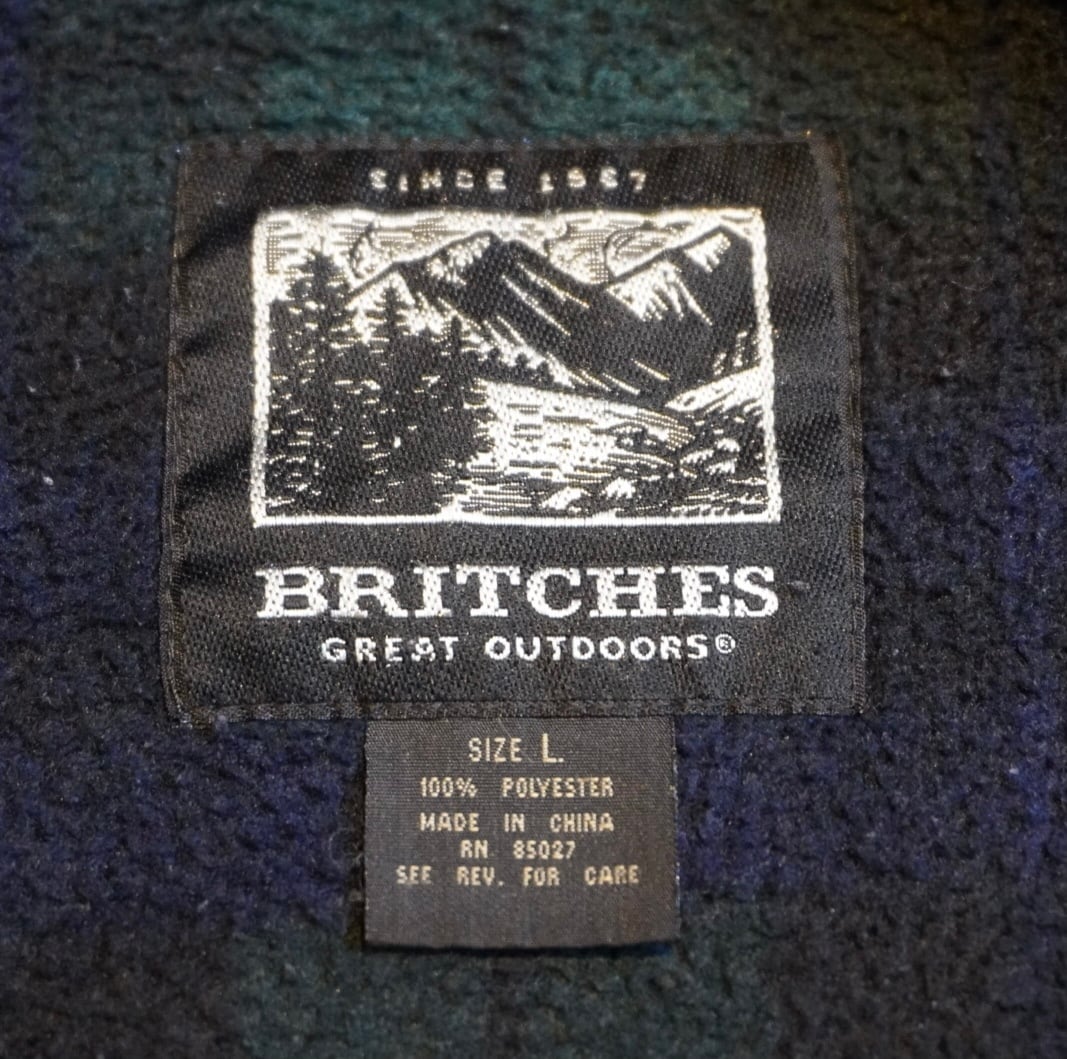 SINCE 1967
BRITCHES
GREAT OUTDOORS®
SIZE L.
100% POLYESTER
MADE IN CHINA
RN. 85027
SEE REV. FOR CARE